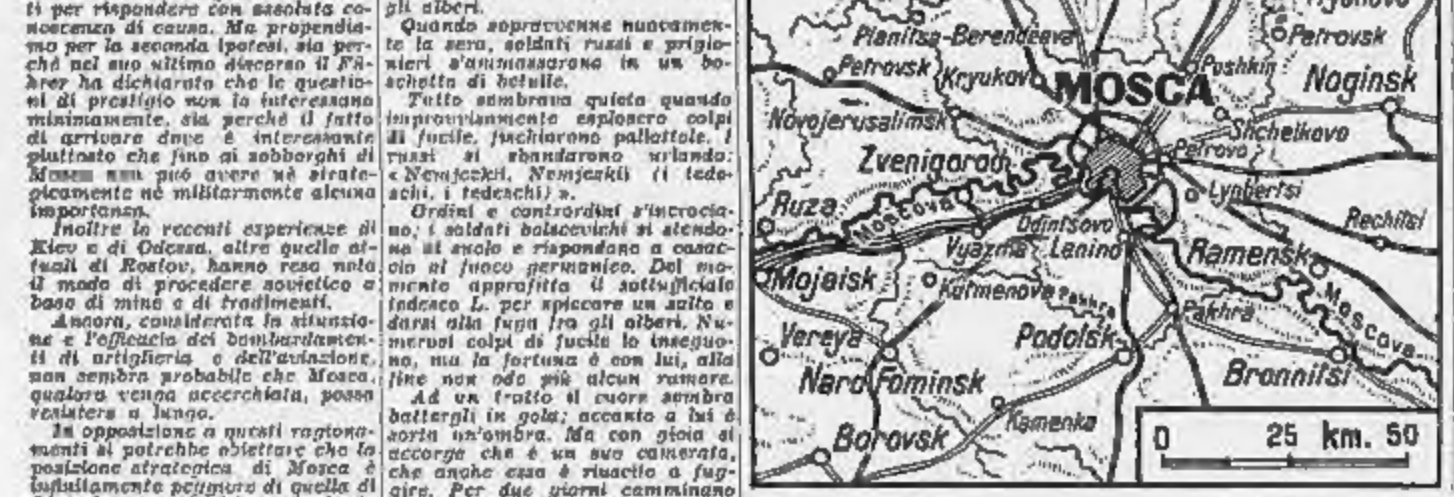 ti per rispondere con assoluta co-
noscenza di causa. Ma propendia-
mo per la seconda ipotesi, sia per-
chè nel suo ultimo discorso il Füh-
rer ha dichiarato che le questio-
ni di prestigio non lo interessano
minimamente, sia perchè il fatto
di arrivare dove è interessante
piuttosto che fino ai sobborghi di
Mosca non può avere nè strate-
gicamente nè militarmente alcuna
importanza.
Inoltre le recenti esperienze di
Kiev e di Odessa, oltre quelle at-
tuali di Rostov, hanno reso nota
il modo di procedere sovietico a
base di mine e di tradimenti.
Ancora, considerata la situazio-
ne e l'efficacia dei bombardamen-
ti di artiglieria e dell'aviazione,
non sembra probabile che Mosca,
qualora venga accerchiata, possa
resistere a lungo.
In opposizione a questi ragiona-
menti si potrebbe obiettare che la
posizione strategica di Mosca è
infinitamente peggiore di quella di
gli alberi.
Quando sopravvenne nuovamen-
te la sera, soldati russi e prigio-
nieri s'ammassarono in un bo-
schetto di betulle.
Tutto sembrava quieto quando
improvvisamente esplosero colpi
di fucile, fischiarono pallottole. I
russi si sbandarono urlando:
«Nemjezkii, Nemjezkii (i tede-
schi, i tedeschi)».
Ordini e contrordini s'incrocia-
no; i soldati bolscevichi si stendo-
no al suolo e rispondono a casac-
cio al fuoco germanico. Del mo-
mento approfitta il sottufficiale
tedesco L. per spiccare un salto e
darsi alla fuga fra gli alberi. Nu-
merosi colpi di fucile lo insegu-
no, ma la fortuna è con lui, alla
fine non ode più alcun rumore.
Ad un tratto il cuore sembra
battergli in gola; accanto a lui è
sorta un'ombra. Ma con gioia si
accorge che è un suo camerata,
che anche esso è riuscito a fug-
gire. Per due giorni camminano
Planitsa-Berendeeva
Petrovsk
Petrovsk
Kryukovo
Pushkin
Noginsk
MOSCA
Novojerusalimsk
Shchelkovo
Petrovo
Zvenigorod
Lynbertsi
Ruza
Moscova
Odintsovo
Rechitsi
Vyazma
Lenino
Ramensk
Mojaisk
Kutmenova
Pakhra
Moscova
Pakhra
Vereya
Podolsk
Naro Fominsk
Bronnitsi
Kamenka
Borovsk
0 25 km. 50